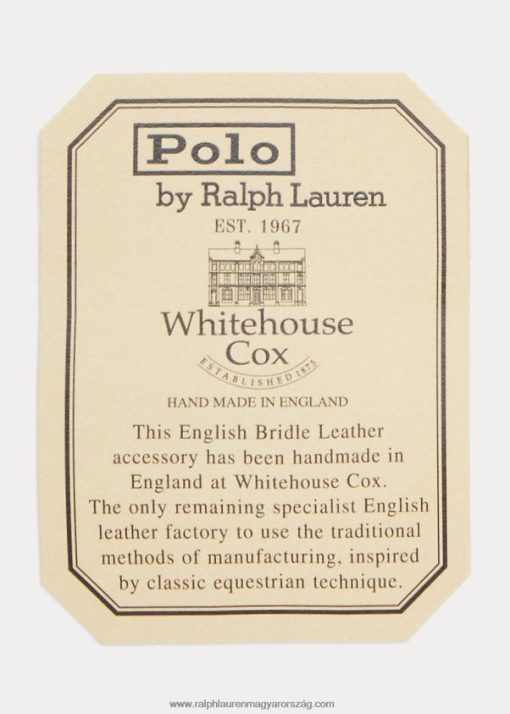 Polo
by Ralph Lauren
EST. 1967
Whitehouse
Cox
ESTABLISHED 1875
HAND MADE IN ENGLAND
This English Bridle Leather
accessory has been handmade in
England at Whitehouse Cox.
The only remaining specialist English
leather factory to use the traditional
methods of manufacturing, inspired
by classic equestrian technique.
www.ralphlaurenmagyarország.com